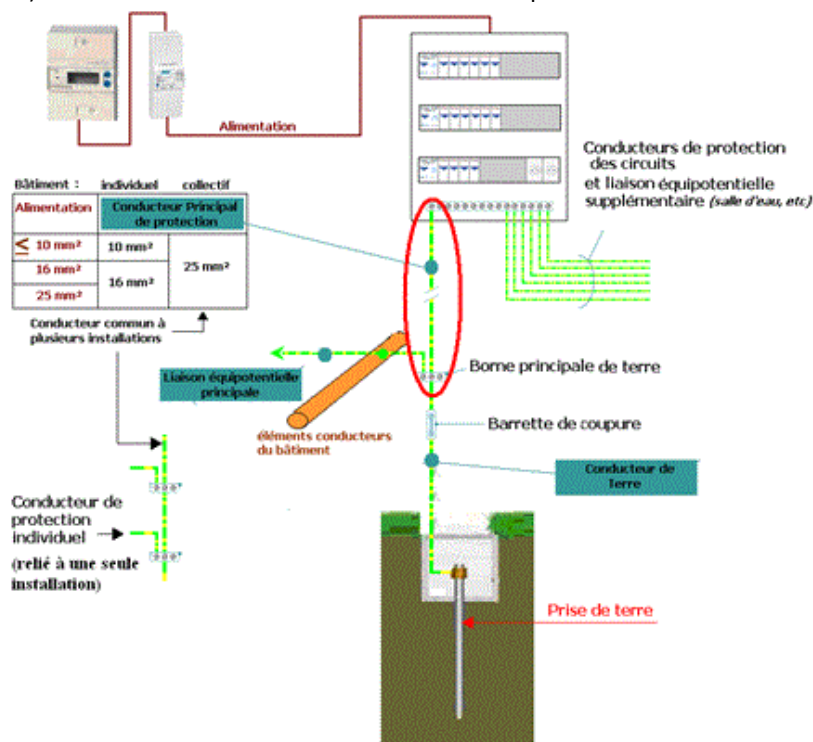 Alimentation
Conducteurs de protection
des circuits
et liaison équipotentielle
supplémentaire (salle d'eau, etc)
Bâtiment : individuel collectif
Alimentation
Conducteur Principal
de protection
≤ 10 mm²
10 mm²
16 mm²
16 mm²
25 mm²
25 mm²
Conducteur commun à
plusieurs installations
Liaison équipotentielle
principale
Borne principale de terre
Barrette de coupure
éléments conducteurs
du bâtiment
Conducteur de
Terre
Conducteur de
protection
individuel
(relié à une seule
installation)
Prise de terre